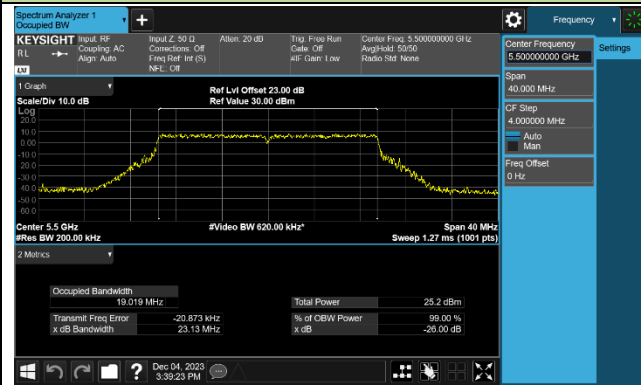 Spectrum Analyzer 1
Occupied BW
Frequency
KEYSIGHT
RL
LXI
Input: RF
Coupling: AC
Align: Auto
Input Z: 50 Ω
Corrections: Off
Freq Ref: Int (S)
NFE: Off
Atten: 20 dB
Trig: Free Run
Gate: Off
#IF Gain: Low
Center Freq: 5.500000000 GHz
Avg|Hold: 50/50
Radio Std: None
Center Frequency
5.500000000 GHz
Settings
Span
40.000 MHz
CF Step
4.000000 MHz
Auto
Man
Freq Offset
0 Hz
1 Graph
Scale/Div 10.0 dB
Ref Lvl Offset 23.00 dB
Ref Value 30.00 dBm
Log
20.0
10.0
0.00
-10.0
-20.0
-30.0
-40.0
-50.0
-60.0
Center 5.5 GHz
#Video BW 620.00 kHz*
Span 40 MHz
#Res BW 200.00 kHz
Sweep 1.27 ms (1001 pts)
2 Metrics
Occupied Bandwidth
19.019 MHz
Total Power
25.2 dBm
Transmit Freq Error
-20.873 kHz
% of OBW Power
99.00 %
x dB Bandwidth
23.13 MHz
x dB
-26.00 dB
?
Dec 04, 2023
3:39:23 PM